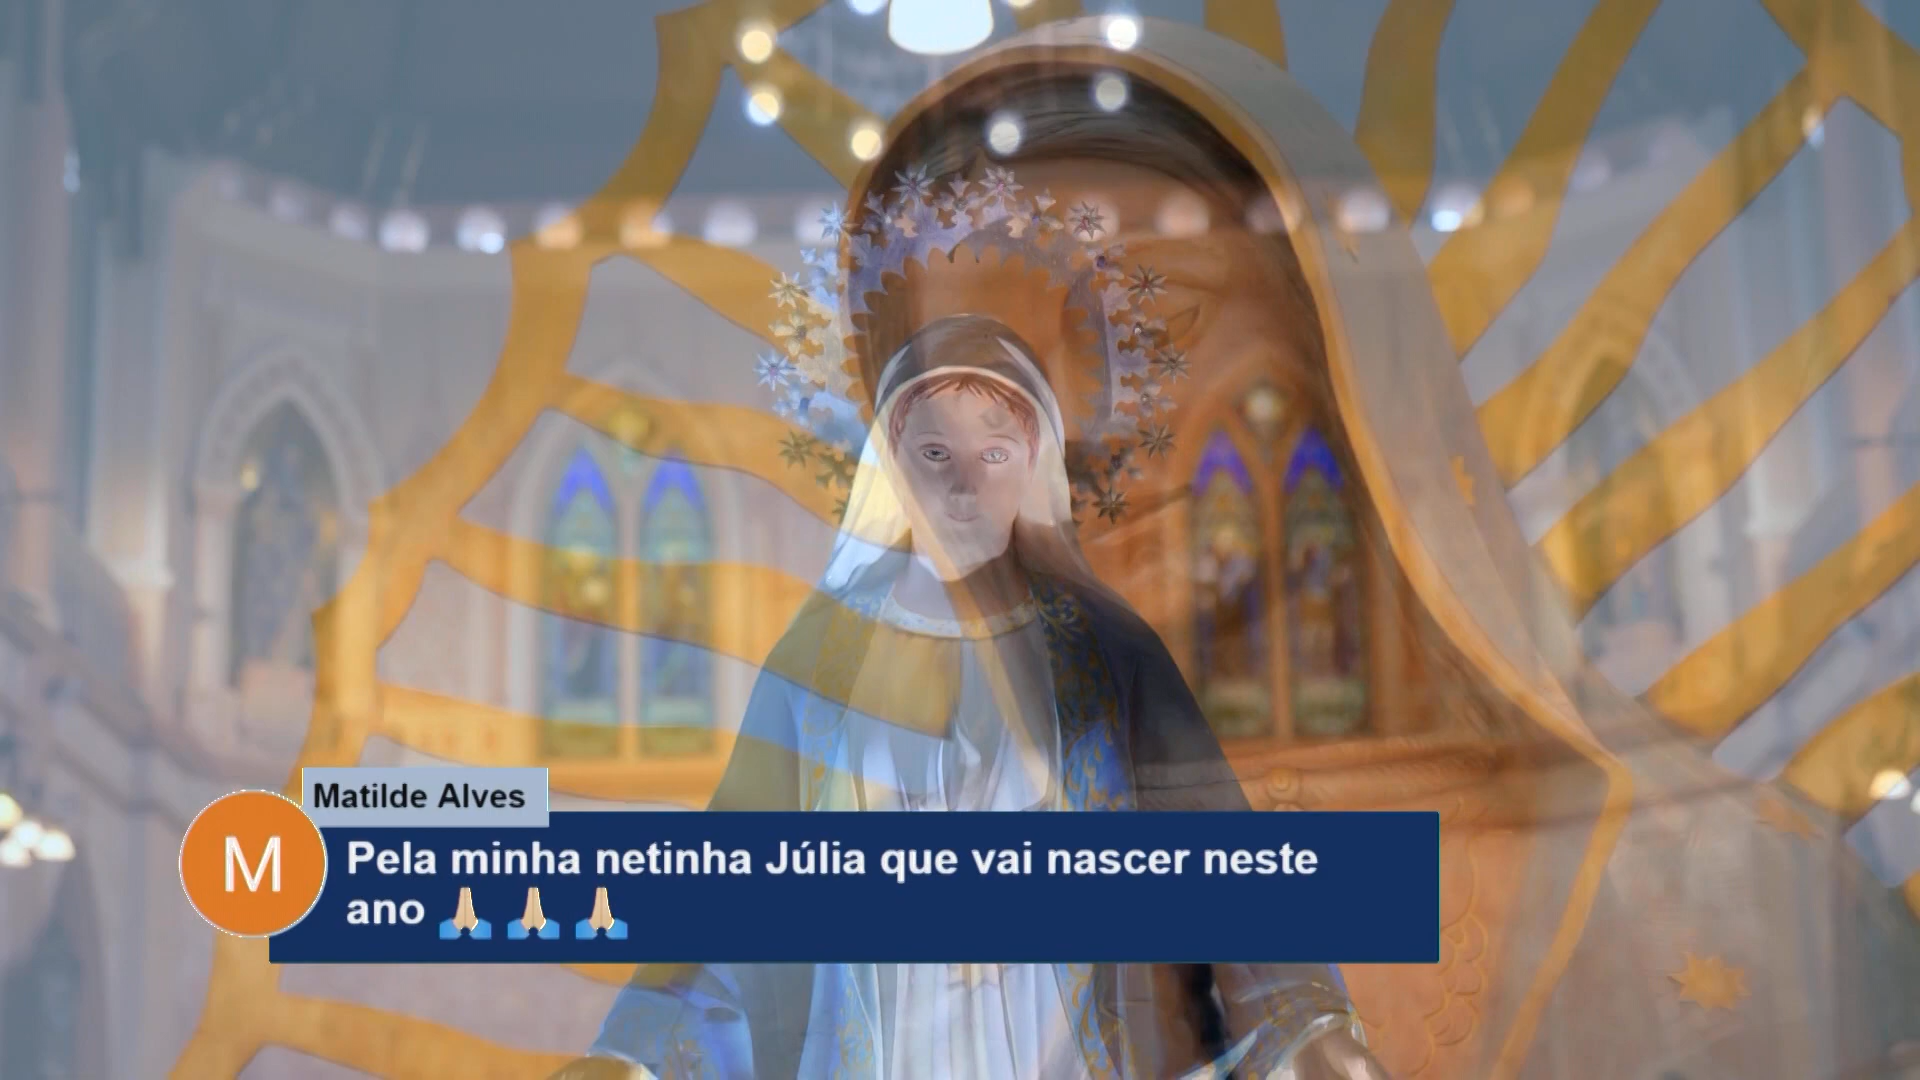 Matilde Alves
M
Pela minha netinha Júlia que vai nascer neste
ano 🙏🏻 🙏🏻 🙏🏻